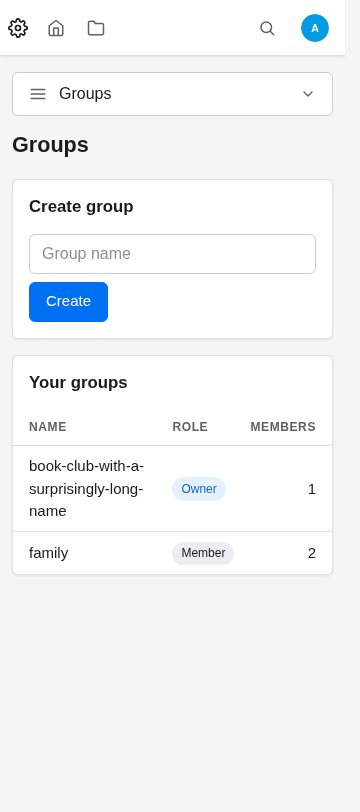 A
Groups
Groups
Create group
Group name
Create
Your groups
NAME ROLE MEMBERS
book-club-with-a-
surprisingly-long-
name
Owner 1
family Member 2